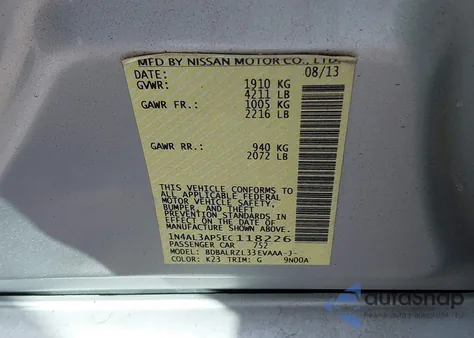 MFD BY NISSAN MOTOR CO., LTD.
DATE: 08/13
GVWR: 1910 KG
4211 LB
GAWR FR.: 1005 KG
2216 LB
GAWR RR.: 940 KG
2072 LB
THIS VEHICLE CONFORMS TO
ALL APPLICABLE FEDERAL
MOTOR VEHICLE SAFETY,
BUMPER, AND THEFT
PREVENTION STANDARDS IN
EFFECT ON THE DATE OF
MANUFACTURE SHOWN ABOVE
1N4AL3AP5EC118226
PASSENGER CAR 752
MODEL: BDBALRZL33EVAAA-J-
COLOR: K23 TRIM: G 9N00A
autosnap